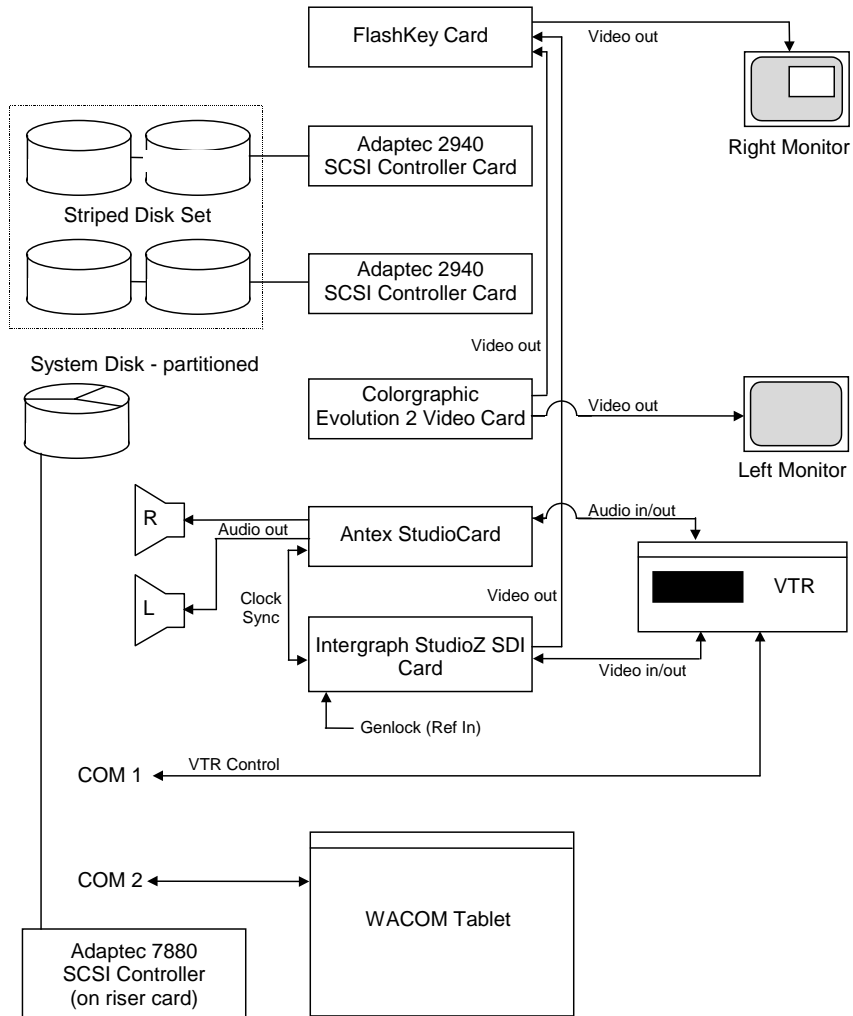 FlashKey Card
Video out
Right Monitor
Adaptec 2940
SCSI Controller Card
Striped Disk Set
Adaptec 2940
SCSI Controller Card
Video out
System Disk - partitioned
Colorgraphic
Evolution 2 Video Card
Video out
Left Monitor
R
Audio out
Antex StudioCard
Audio in/out
VTR
L
Clock
Sync
Video out
Intergraph StudioZ SDI
Card
Video in/out
Genlock (Ref In)
COM 1
VTR Control
COM 2
WACOM Tablet
Adaptec 7880
SCSI Controller
(on riser card)